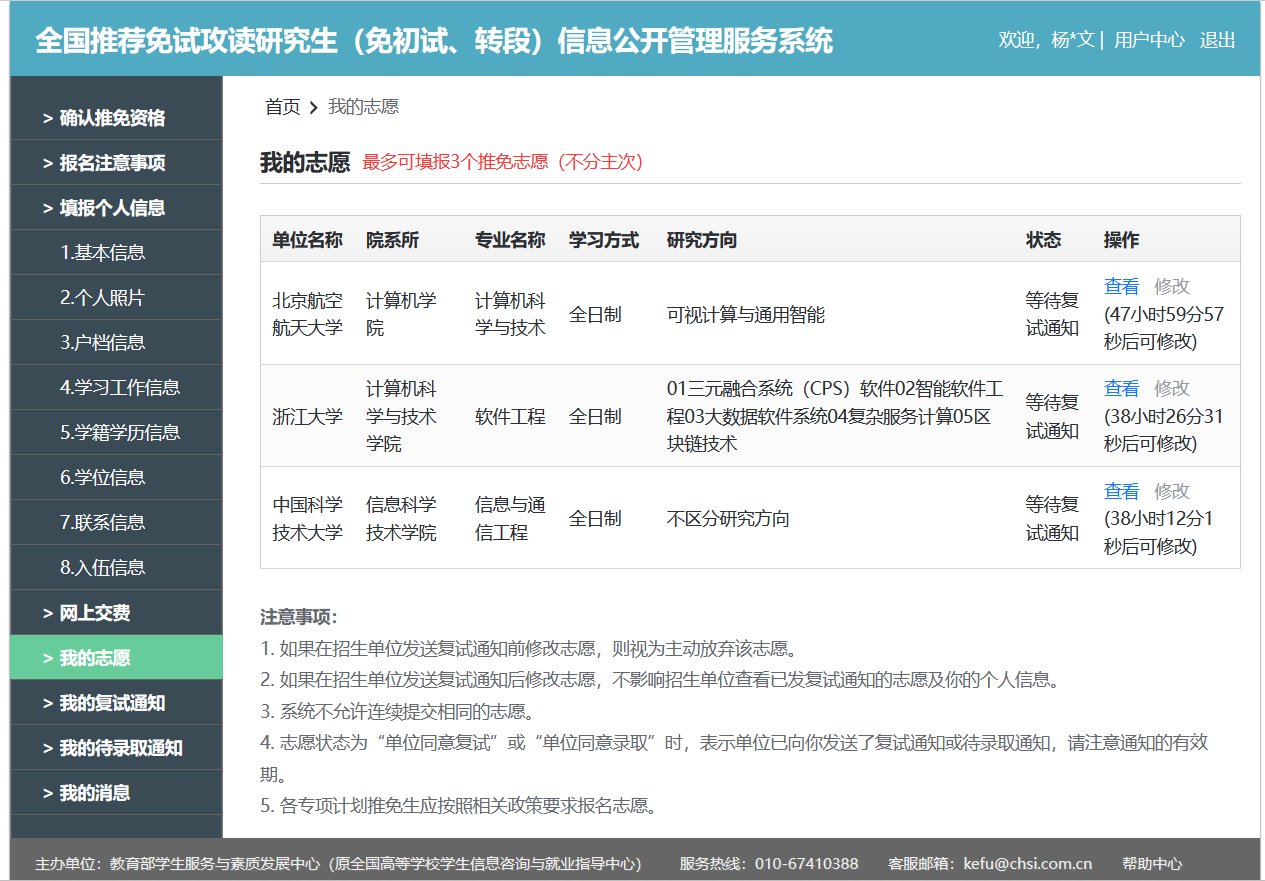 全国推荐免试攻读研究生（免初试、转段）信息公开管理服务系统
欢迎，杨*文 | 用户中心 退出
> 确认推免资格
> 报名注意事项
> 填报个人信息
1.基本信息
2.个人照片
3.户档信息
4.学习工作信息
5.学籍学历信息
6.学位信息
7.联系信息
8.入伍信息
> 网上交费
> 我的志愿
> 我的复试通知
> 我的待录取通知
> 我的消息
首页 > 我的志愿
我的志愿 最多可填报3个推免志愿（不分主次）
单位名称 院系所 专业名称 学习方式 研究方向 状态 操作
北京航空
航天大学
计算机学
院
计算机科
学与技术
全日制
可视计算与通用智能
等待复
试通知
查看 修改
(47小时59分57
秒后可修改)
浙江大学
计算机科
学与技术
学院
软件工程
全日制
01三元融合系统（CPS）软件02智能软件工
程03大数据软件系统04复杂服务计算05区
块链技术
等待复
试通知
查看 修改
(38小时26分31
秒后可修改)
中国科学
技术大学
信息科学
技术学院
信息与通
信工程
全日制
不区分研究方向
等待复
试通知
查看 修改
(38小时12分1
秒后可修改)
注意事项：
1. 如果在招生单位发送复试通知前修改志愿，则视为主动放弃该志愿。
2. 如果在招生单位发送复试通知后修改志愿，不影响招生单位查看已发复试通知的志愿及你的个人信息。
3. 系统不允许连续提交相同的志愿。
4. 志愿状态为“单位同意复试”或“单位同意录取”时，表示单位已向你发送了复试通知或待录取通知，请注意通知的有效
期。
5. 各专项计划推免生应按照相关政策要求报名志愿。
主办单位：教育部学生服务与素质发展中心（原全国高等学校学生信息咨询与就业指导中心） 服务热线：010-67410388 客服邮箱：kefu@chsi.com.cn 帮助中心